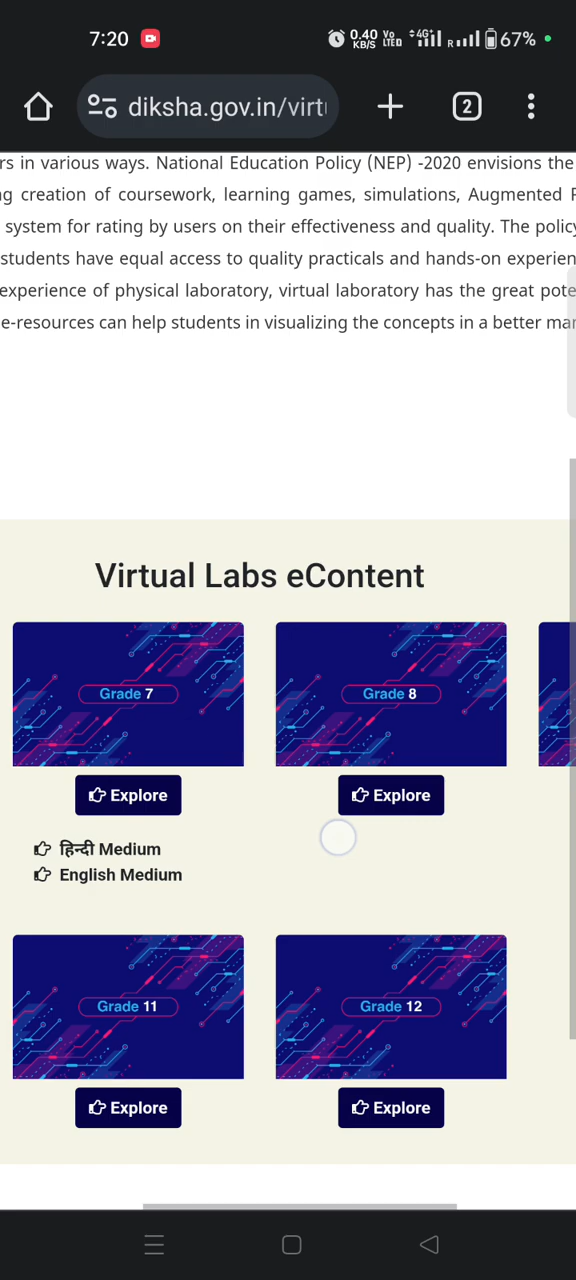 7:20 0.40 KB/S Vo LTED 4G+ R 67%
diksha.gov.in/virt
2
rs in various ways. National Education Policy (NEP) -2020 envisions the
ng creation of coursework, learning games, simulations, Augmented
system for rating by users on their effectiveness and quality. The policy
students have equal access to quality practicals and hands-on experien
experience of physical laboratory, virtual laboratory has the great pote
e-resources can help students in visualizing the concepts in a better mar
Virtual Labs eContent
Grade 7
Grade 8
Explore
Explore
हिन्दी Medium
English Medium
Grade 11
Grade 12
Explore
Explore